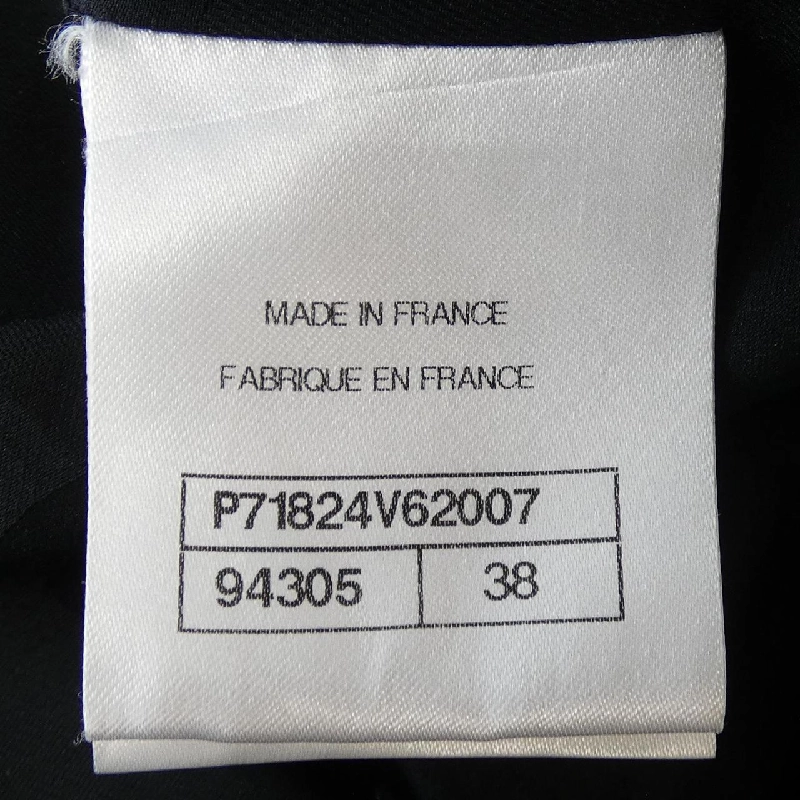 MADE IN FRANCE
FABRIQUE EN FRANCE
P71824V62007
94305 38